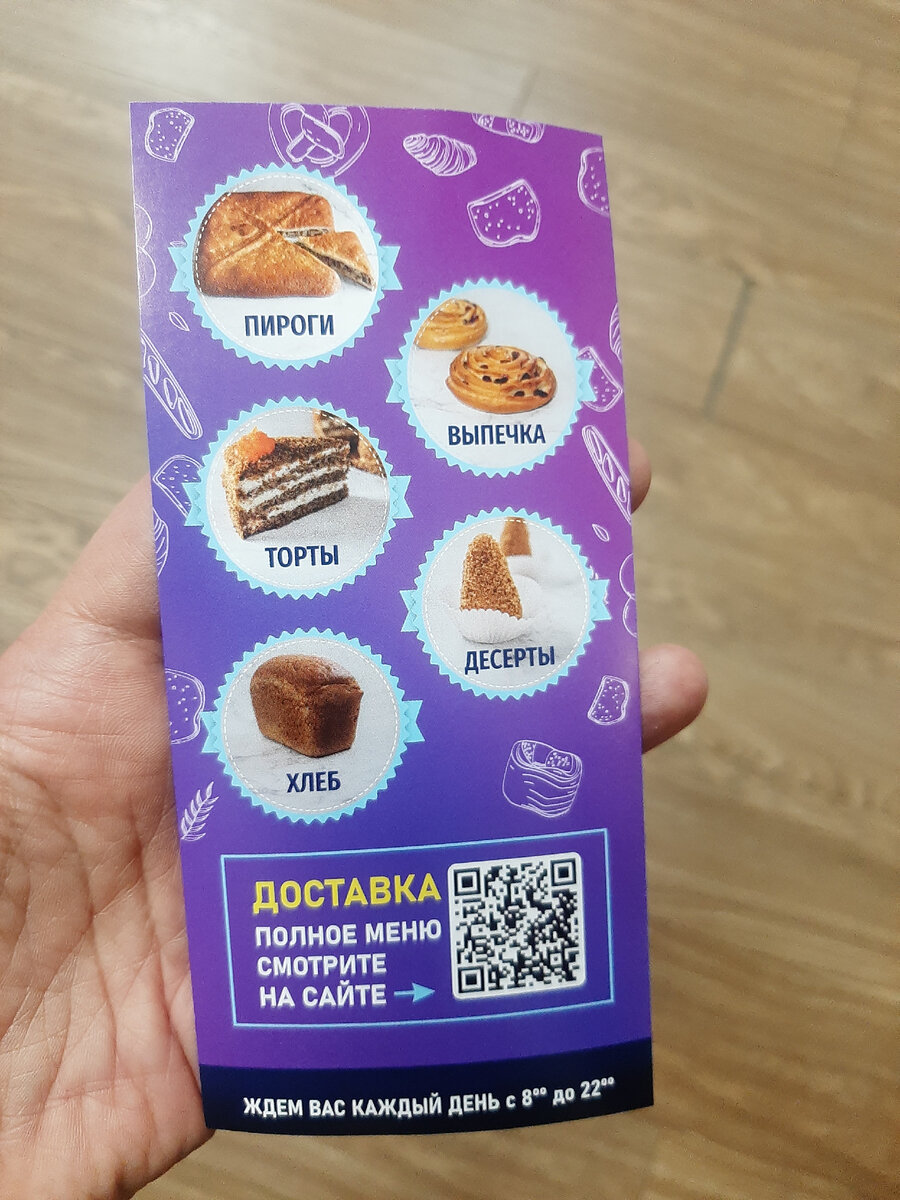 ПИРОГИ
ВЫПЕЧКА
ТОРТЫ
ДЕСЕРТЫ
ХЛЕБ
ДОСТАВКА
ПОЛНОЕ МЕНЮ
СМОТРИТЕ
НА САЙТЕ →
ЖДЕМ ВАС КАЖДЫЙ ДЕНЬ с 8⁰⁰ до 22⁰⁰